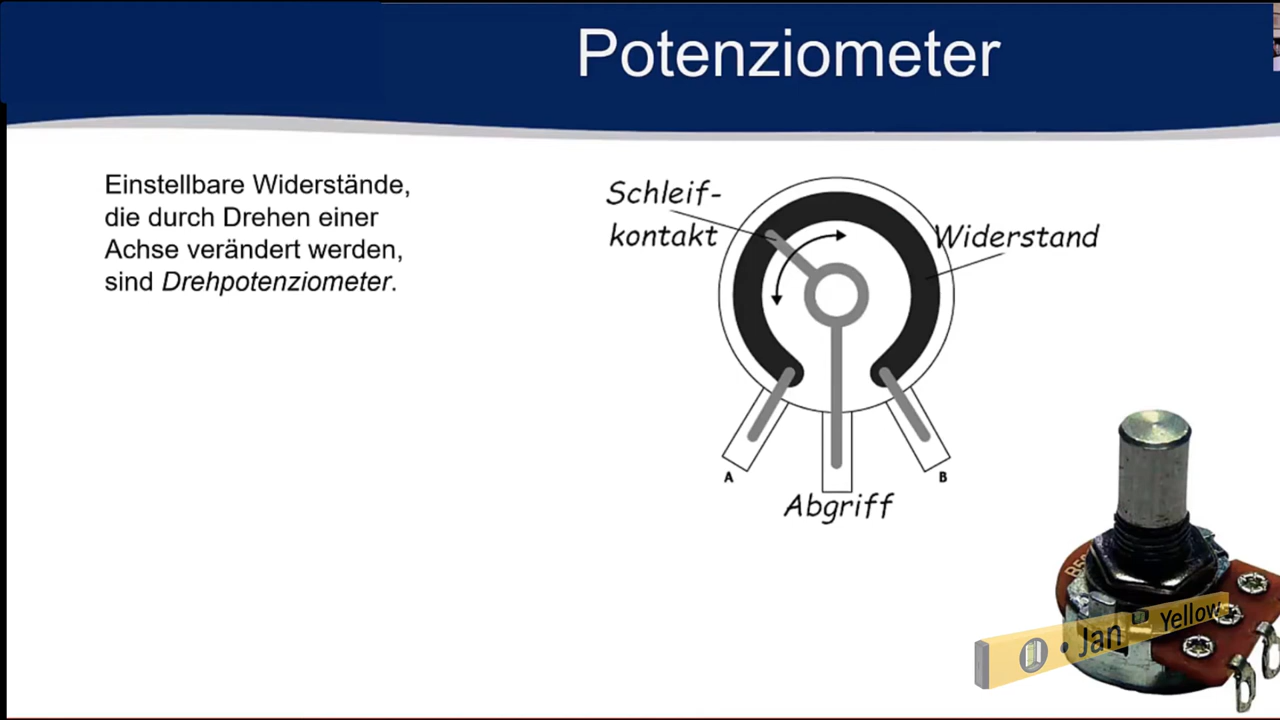 Potenziometer
Einstellbare Widerstände,
die durch Drehen einer
Achse verändert werden,
sind Drehpotenziometer.
Schleif-
kontakt
Widerstand
A
B
Abgriff
Jan Yellow